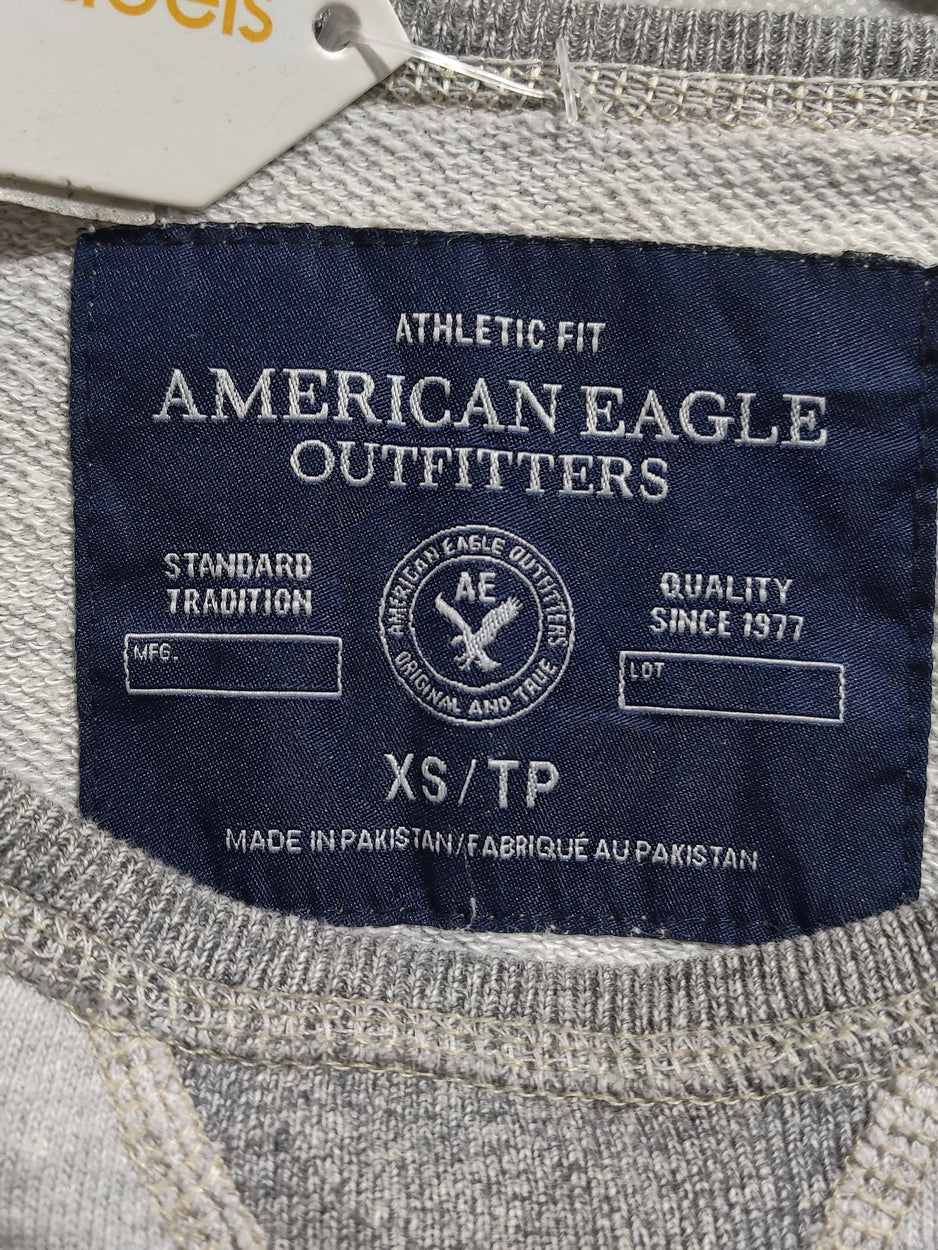 ATHLETIC FIT
AMERICAN EAGLE
OUTFITTERS
STANDARD
TRADITION
MFG.
AMERICAN EAGLE OUTFITTERS
AE
ORIGINAL AND TRUE
QUALITY
SINCE 1977
LOT
XS/TP
MADE IN PAKISTAN/FABRIQUÉ AU PAKISTAN